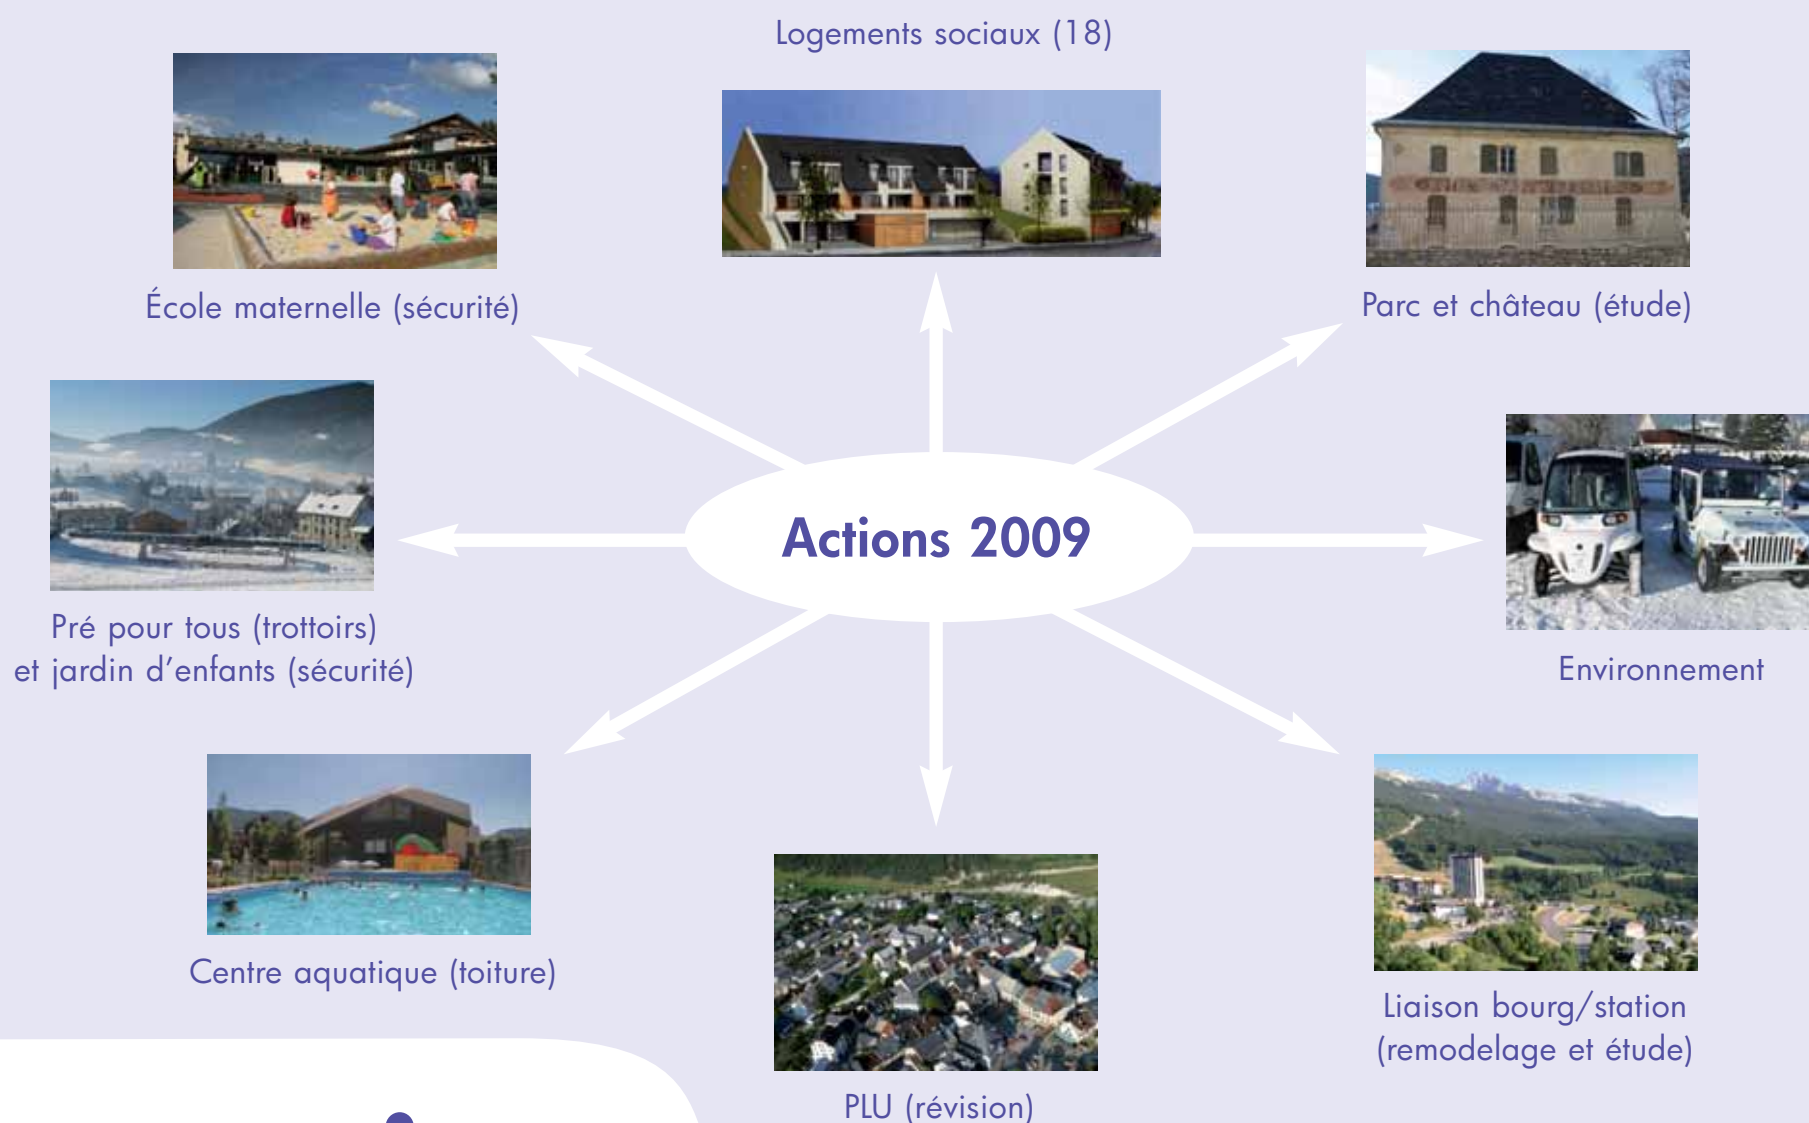 Logements sociaux (18)
École maternelle (sécurité)
Parc et château (étude)
Actions 2009
Pré pour tous (trottoirs)
et jardin d'enfants (sécurité)
Environnement
Centre aquatique (toiture)
Liaison bourg/station
(remodelage et étude)
PLU (révision)